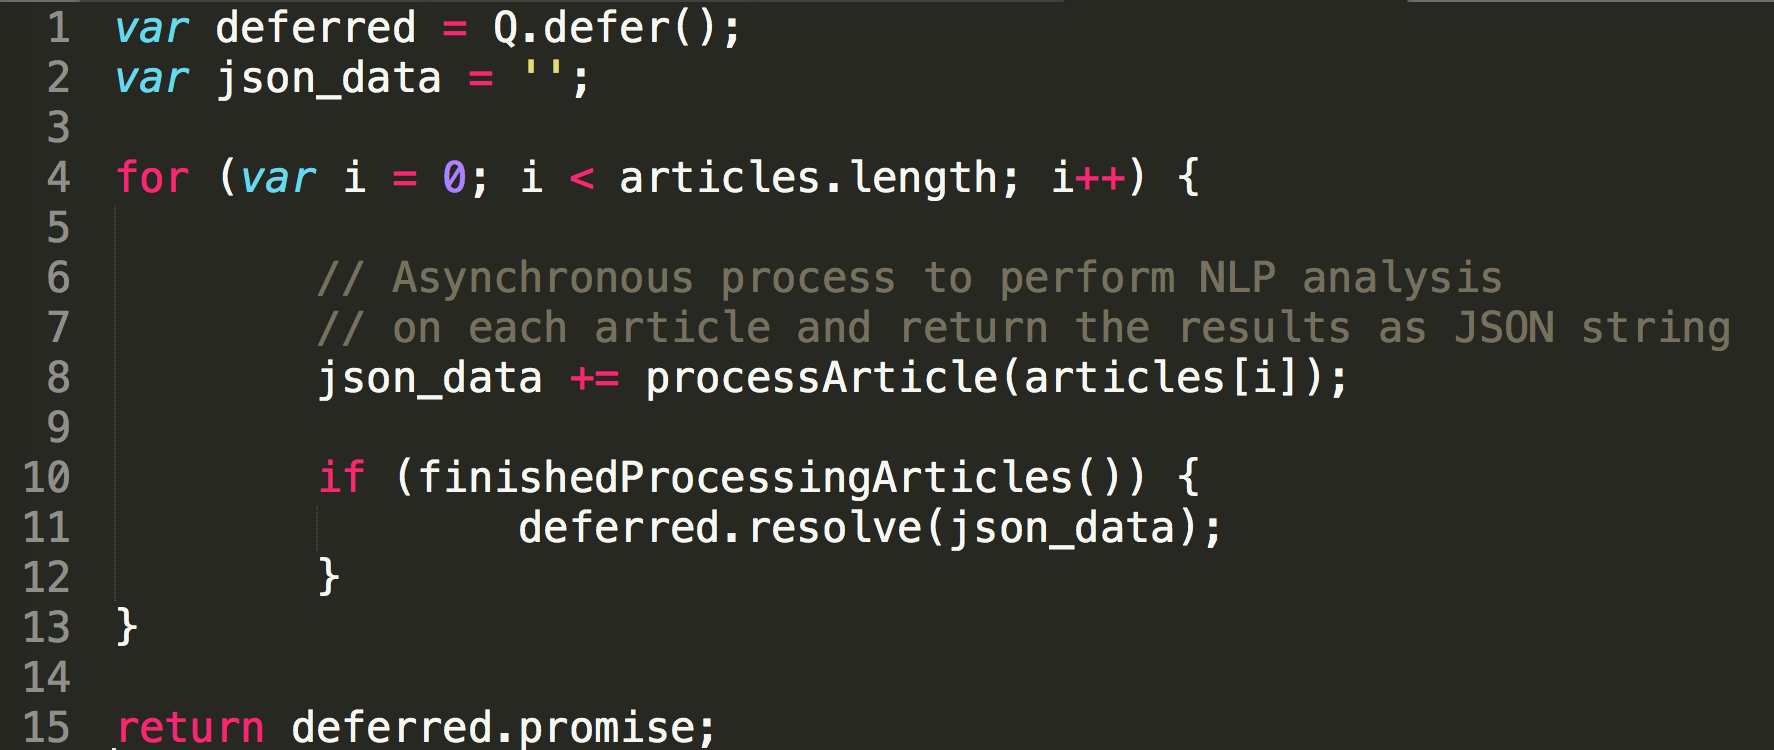 1 var deferred = Q.defer();
2 var json_data = '';
3
4 for (var i = 0; i < articles.length; i++) {
5
6 // Asynchronous process to perform NLP analysis
7 // on each article and return the results as JSON string
8 json_data += processArticle(articles[i]);
9
10 if (finishedProcessingArticles()) {
11 deferred.resolve(json_data);
12 }
13 }
14
15 return deferred.promise;